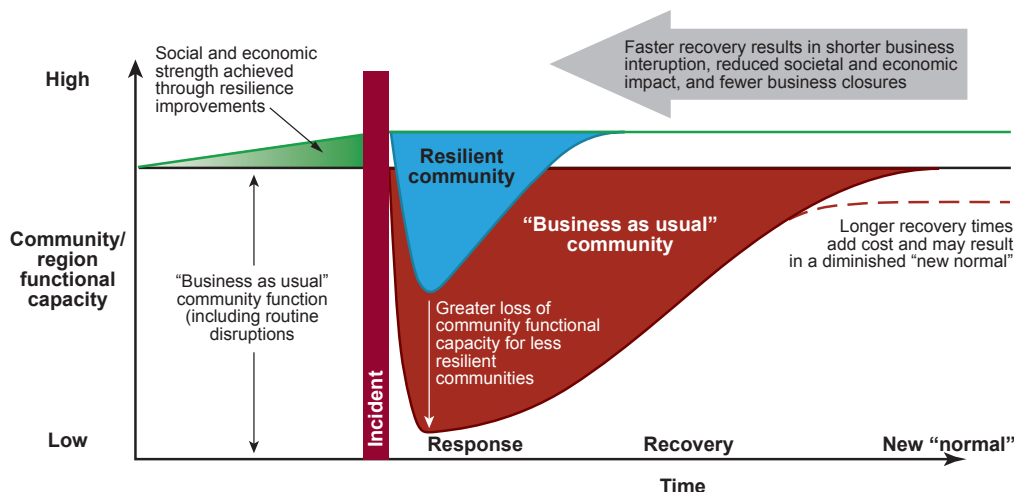 Social and economic
strength achieved
through resilience
improvements
Faster recovery results in shorter business
interuption, reduced societal and economic
impact, and fewer business closures
High
Resilient
community
Community/
region
functional
capacity
“Business as usual”
community function
(including routine
disruptions
“Business as usual”
community
Longer recovery times
add cost and may result
in a diminished “new normal”
Greater loss of
community functional
capacity for less
resilient
communities
Incident
Low
Response
Recovery
New “normal”
Time